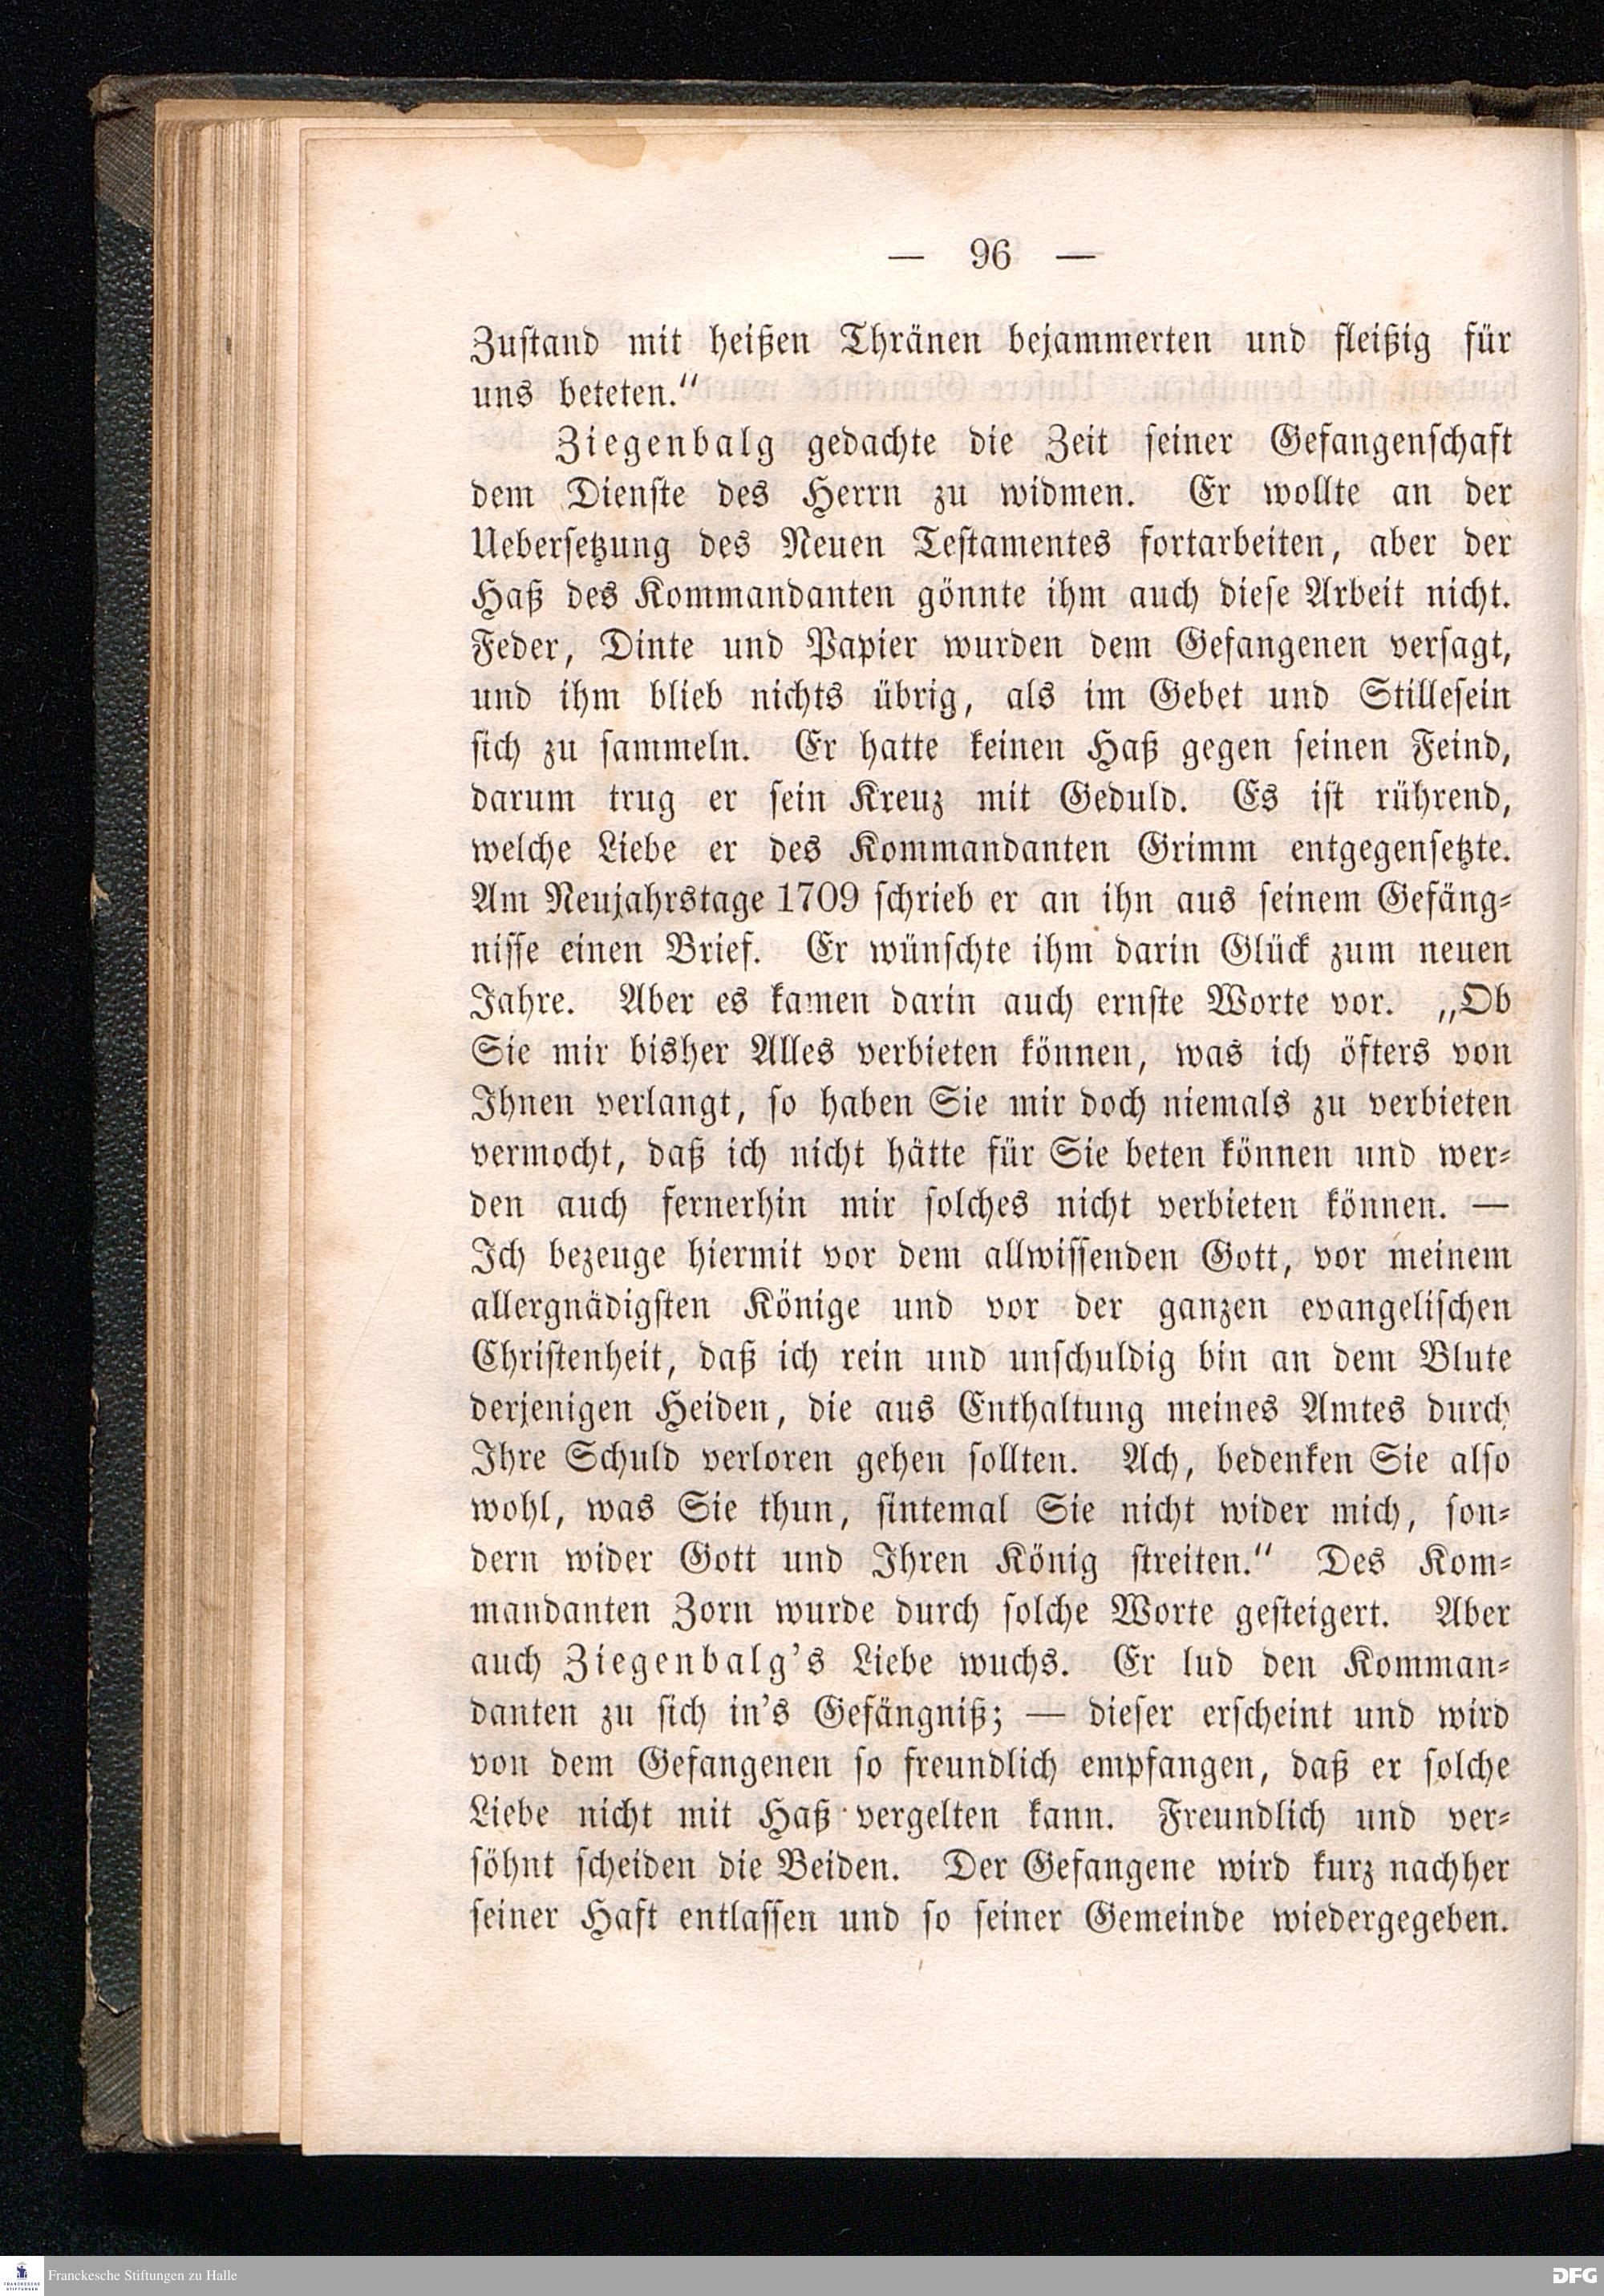 — 96 —
Zustand mit heißen Thränen bejammerten und fleißig für
uns beteten.“
Ziegenbalg gedachte die Zeit seiner Gefangenschaft
dem Dienste des Herrn zu widmen. Er wollte an der
Uebersetzung des Neuen Testamentes fortarbeiten, aber der
Haß des Kommandanten gönnte ihm auch diese Arbeit nicht.
Feder, Dinte und Papier wurden dem Gefangenen versagt,
und ihm blieb nichts übrig, als im Gebet und Stillesein
sich zu sammeln. Er hatte keinen Haß gegen seinen Feind,
darum trug er sein Kreuz mit Geduld. Es ist rührend,
welche Liebe er des Kommandanten Grimm entgegensetzte.
Am Neujahrstage 1709 schrieb er an ihn aus seinem Gefäng-
nisse einen Brief. Er wünschte ihm darin Glück zum neuen
Jahre. Aber es kamen darin auch ernste Worte vor. „Ob
Sie mir bisher Alles verbieten können, was ich öfters von
Ihnen verlangt, so haben Sie mir doch niemals zu verbieten
vermocht, daß ich nicht hätte für Sie beten können und wer-
den auch fernerhin mir solches nicht verbieten können. —
Ich bezeuge hiermit vor dem allwissenden Gott, vor meinem
allergnädigsten Könige und vor der ganzen evangelischen
Christenheit, daß ich rein und unschuldig bin an dem Blute
derjenigen Heiden, die aus Enthaltung meines Amtes durch
Ihre Schuld verloren gehen sollten. Ach, bedenken Sie also
wohl, was Sie thun, sintemal Sie nicht wider mich, son-
dern wider Gott und Ihren König streiten.“ Des Kom-
mandanten Zorn wurde durch solche Worte gesteigert. Aber
auch Ziegenbalg’s Liebe wuchs. Er lud den Komman-
danten zu sich in’s Gefängniß; — dieser erscheint und wird
von dem Gefangenen so freundlich empfangen, daß er solche
Liebe nicht mit Haß vergelten kann. Freundlich und ver-
söhnt scheiden die Beiden. Der Gefangene wird kurz nachher
seiner Haft entlassen und so seiner Gemeinde wiedergegeben.
FRANCKESCHE
STIFTUNGEN
Franckesche Stiftungen zu Halle
DFG